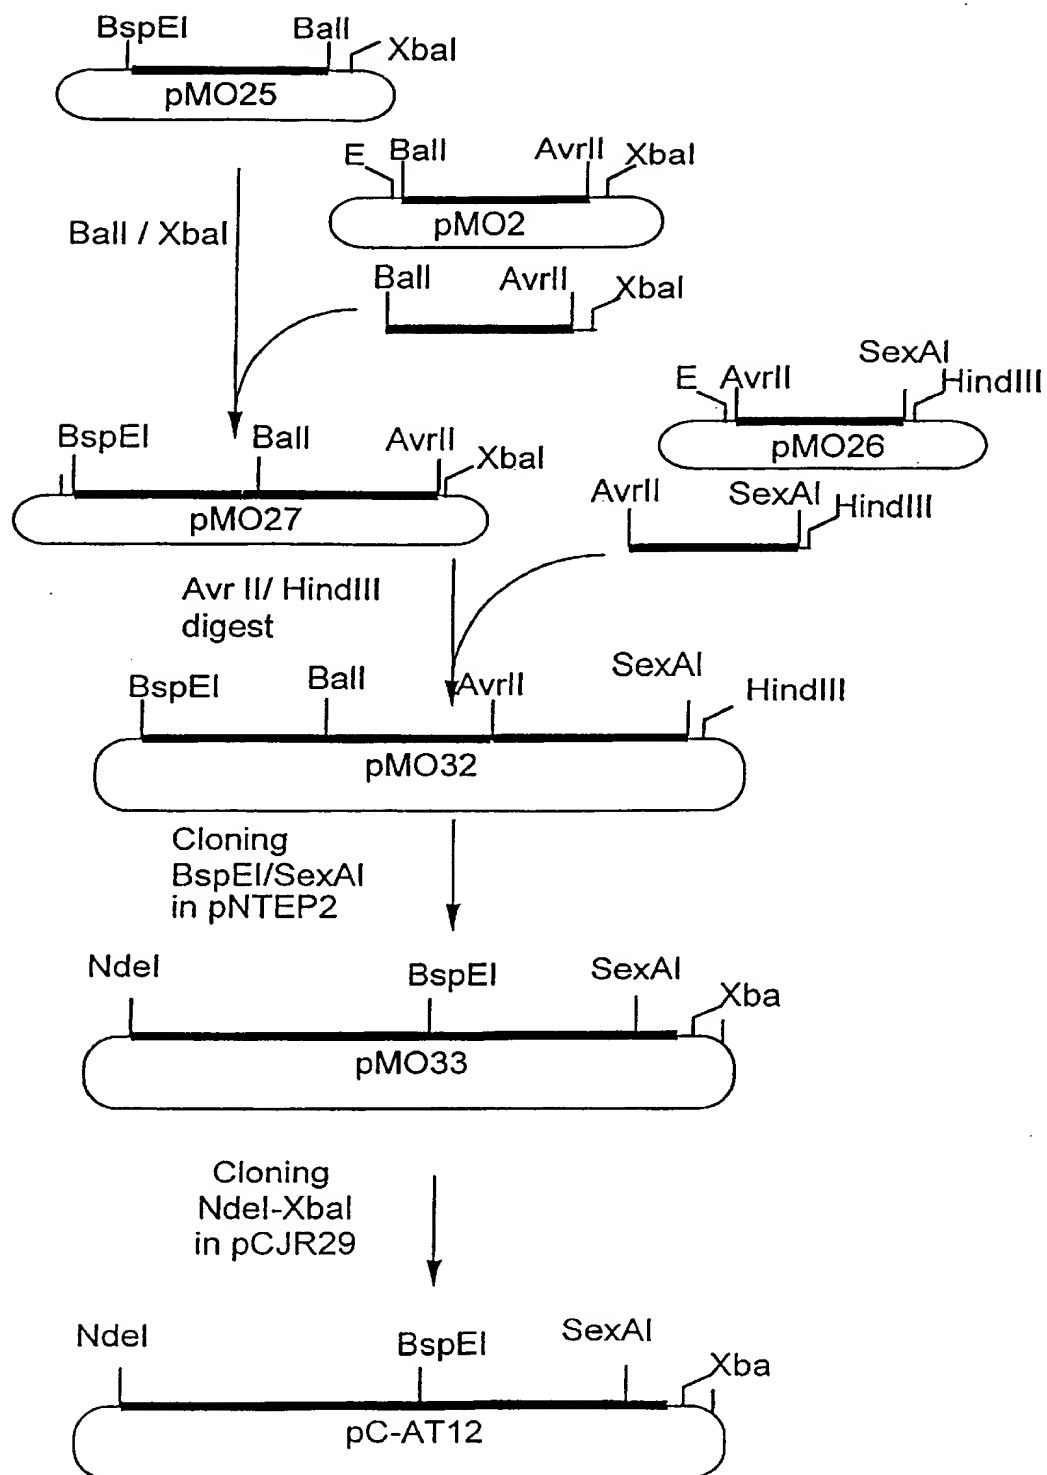 BspEI BalI XbaI
pMO25
E BalI AvrII XbaI
pMO2
BalI / XbaI
BalI AvrII XbaI
SexAI
E AvrII HindIII
pMO26
BspEI BalI AvrII XbaI
pMO27
AvrII SexAI HindIII
Avr II/ HindIII
digest
BspEI BalI AvrII SexAI HindIII
pMO32
Cloning
BspEI/SexAI
in pNTEP2
NdeI BspEI SexAI Xba
pMO33
Cloning
NdeI-XbaI
in pCJR29
NdeI BspEI SexAI Xba
pC-AT12